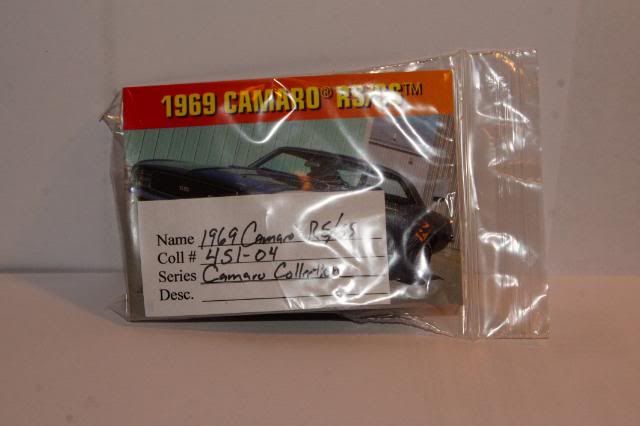 1969 CAMARO® RS/SS™
Name 1969 Camaro RS/SS
Coll # 451-04
Series Camaro Collection
Desc.